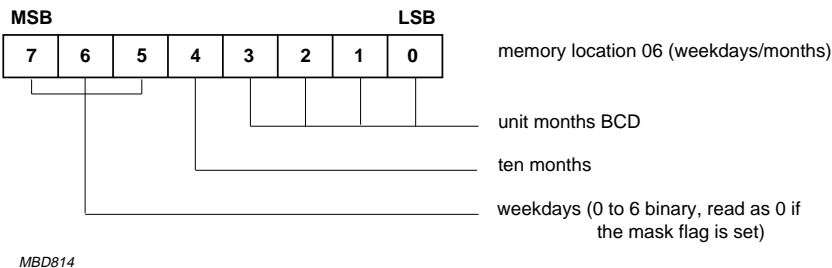 MSB LSB
7 6 5 4 3 2 1 0 memory location 06 (weekdays/months)
unit months BCD
ten months
weekdays (0 to 6 binary, read as 0 if
the mask flag is set)
MBD814